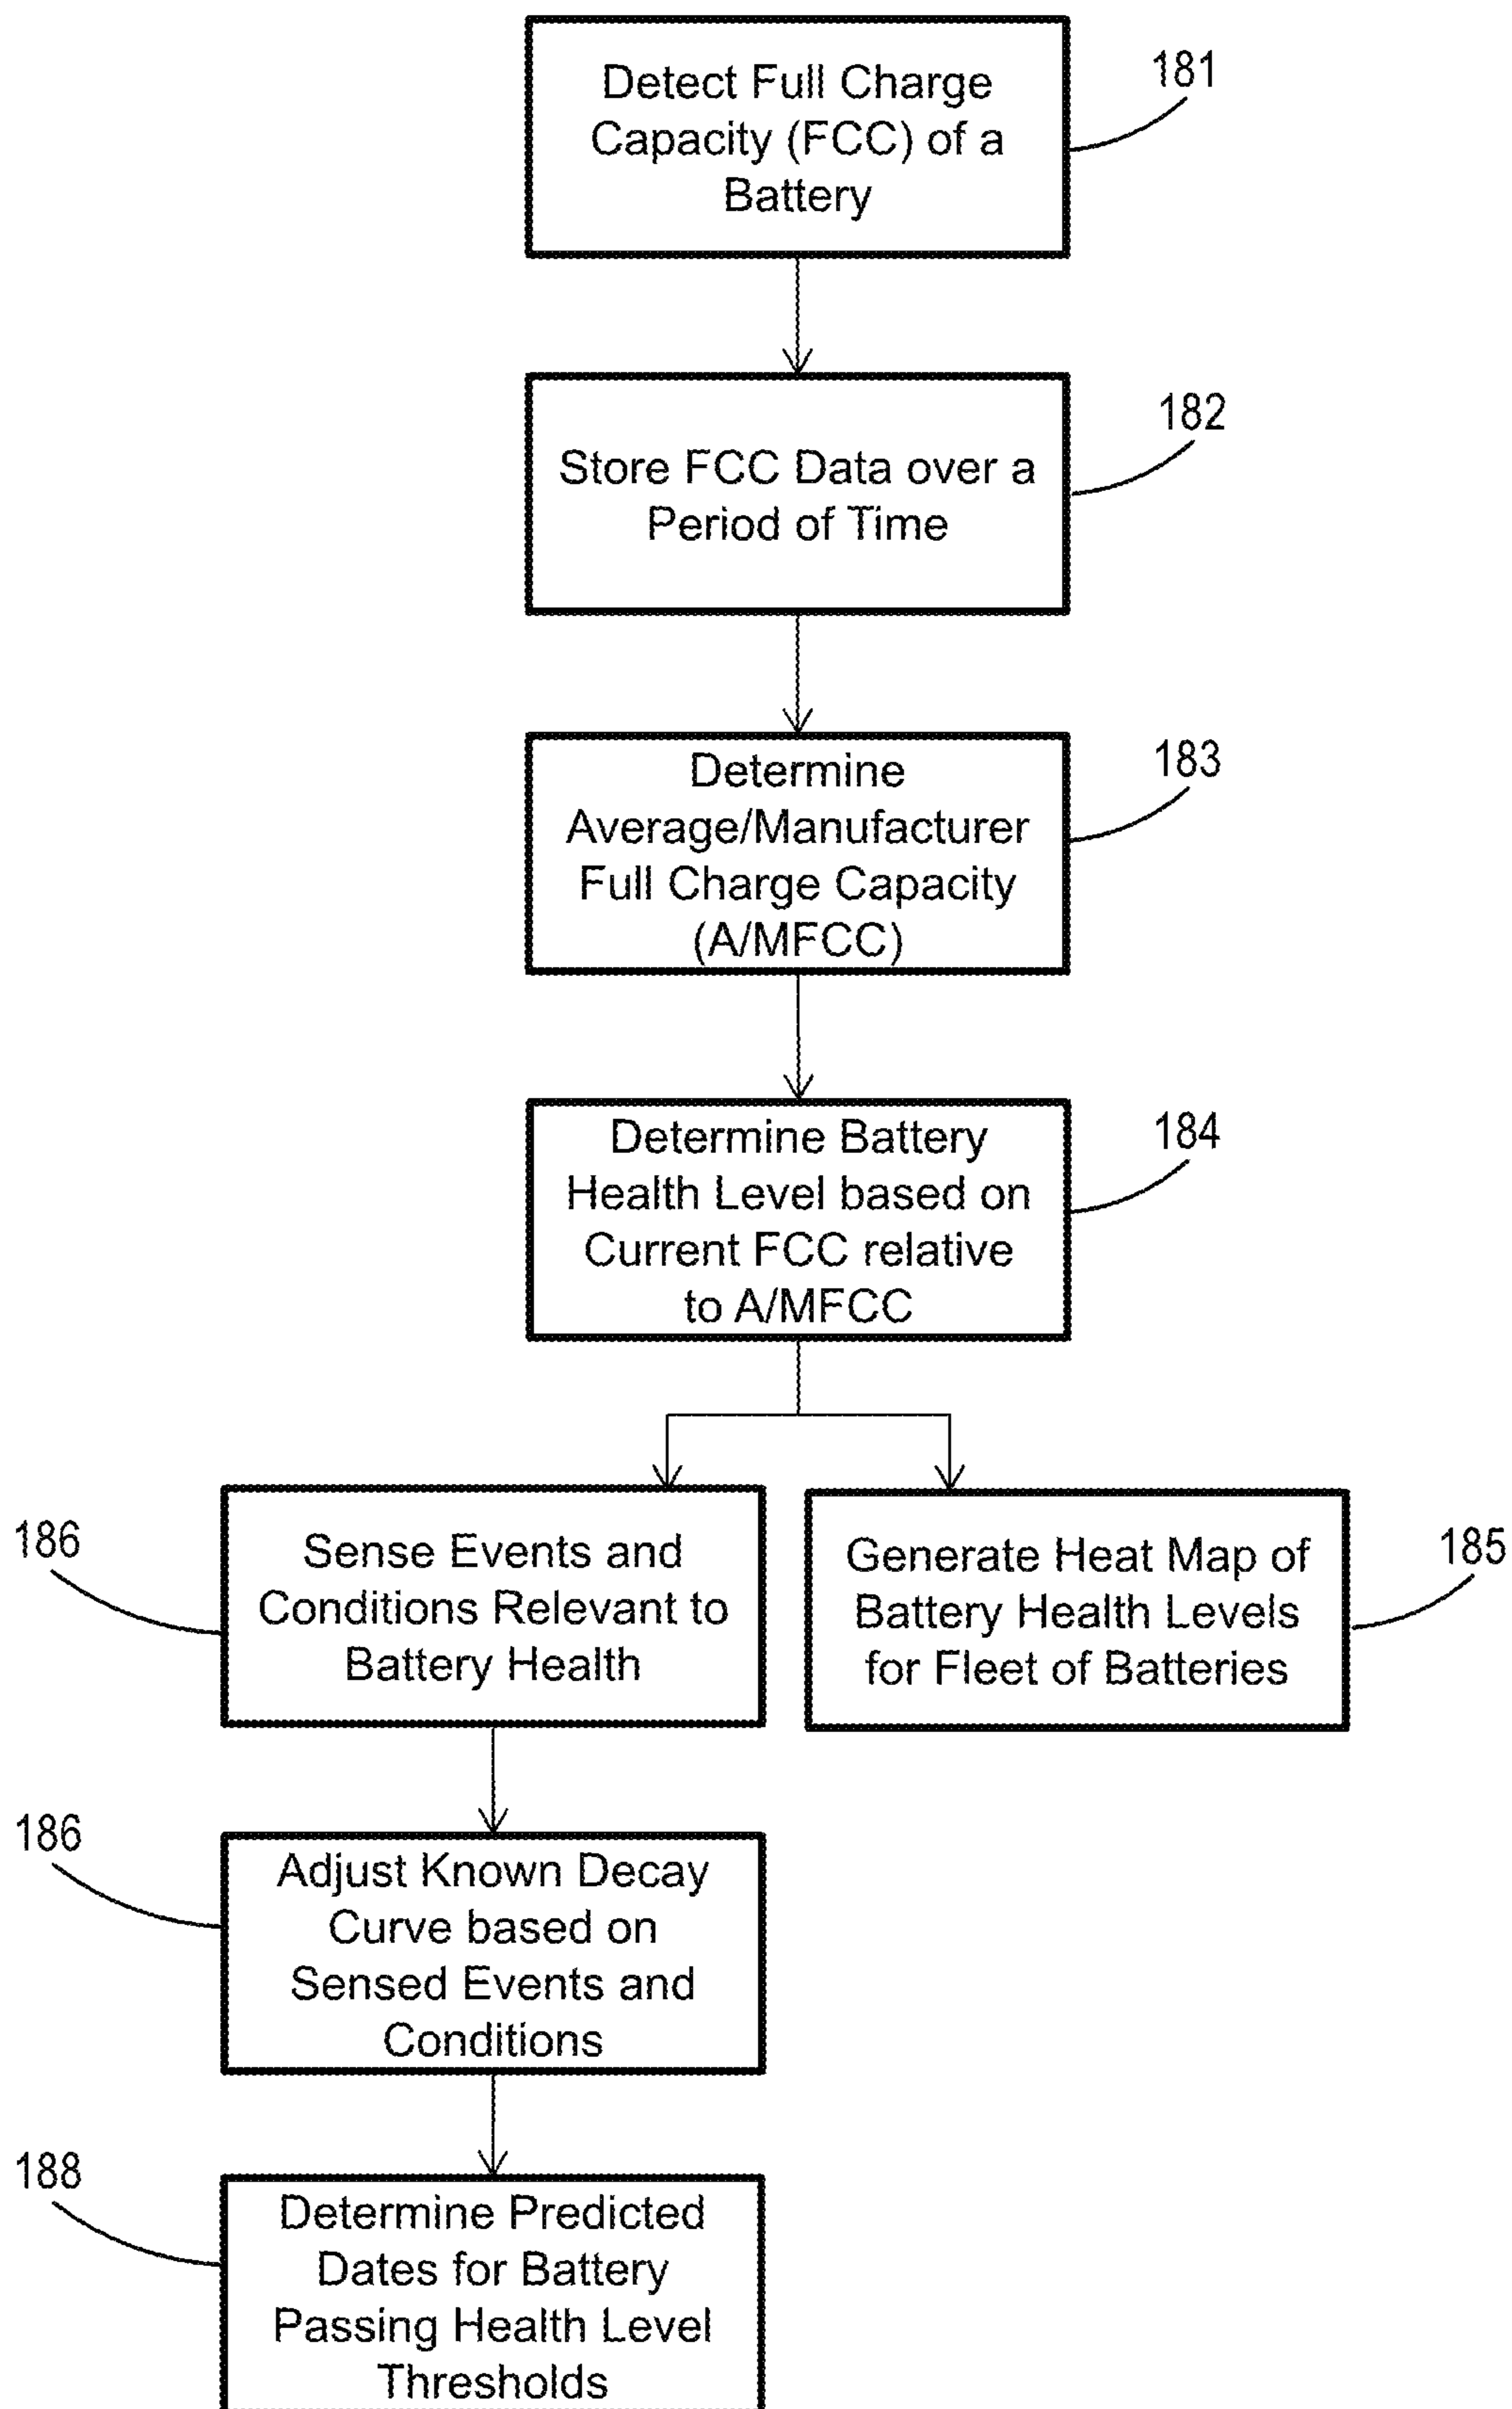 Detect Full Charge
Capacity (FCC) of a
Battery
181
Store FCC Data over a
Period of Time
182
Determine
Average/Manufacturer
Full Charge Capacity
(A/MFCC)
183
Determine Battery
Health Level based on
Current FCC relative
to A/MFCC
184
186
Sense Events and
Conditions Relevant to
Battery Health
Generate Heat Map of
Battery Health Levels
for Fleet of Batteries
185
186
Adjust Known Decay
Curve based on
Sensed Events and
Conditions
188
Determine Predicted
Dates for Battery
Passing Health Level
Thresholds